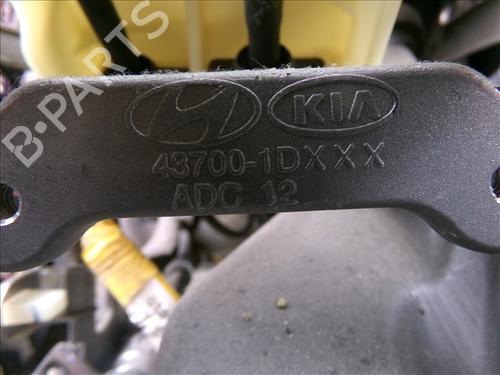 B-PARTS
KIA
43700-1DXXX
ADC 12